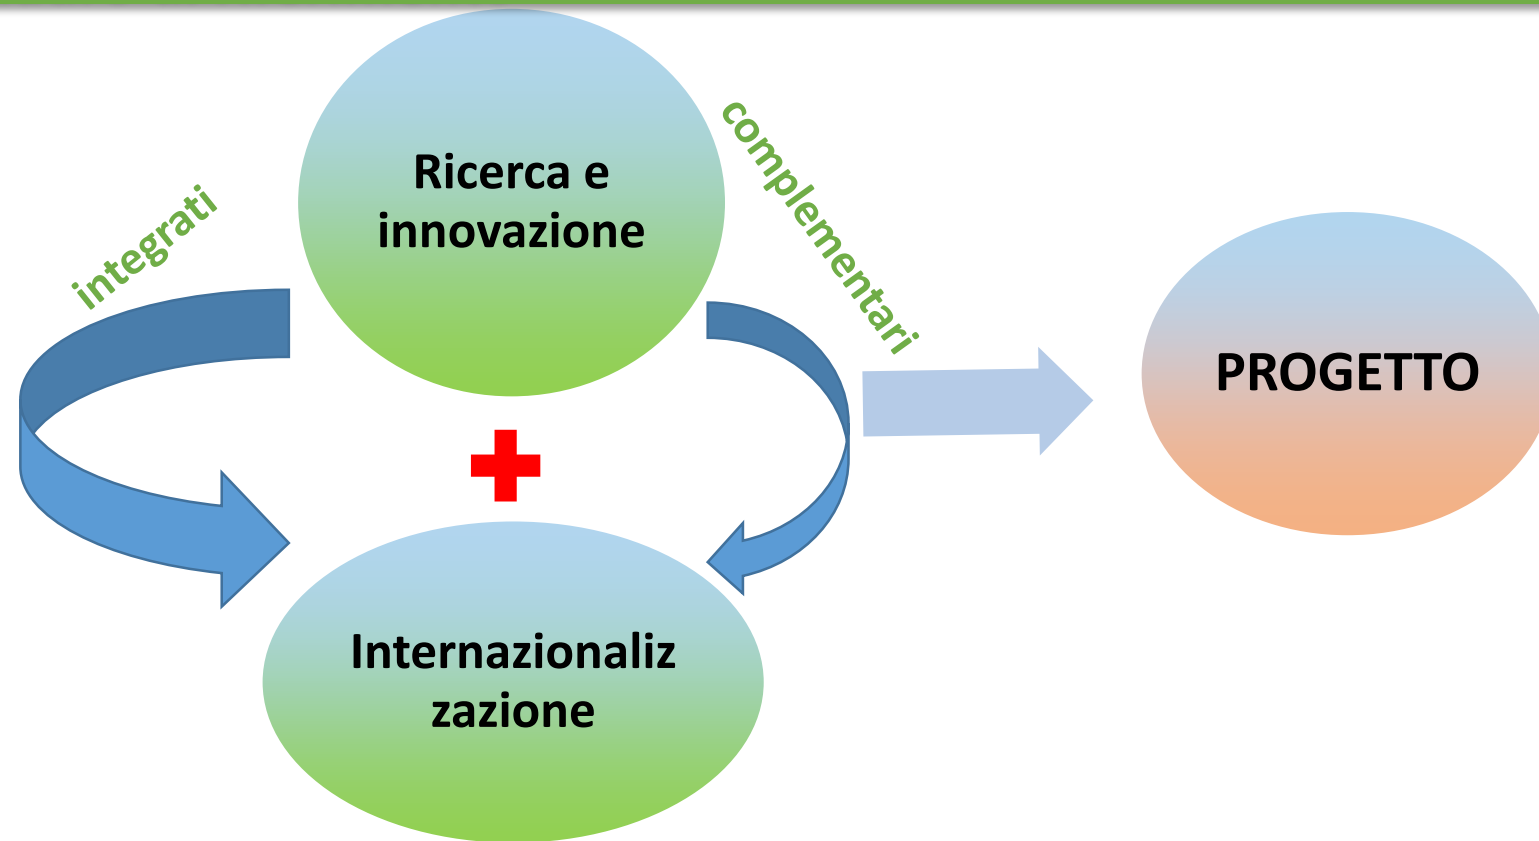 Ricerca e
innovazione
integrati
complementari
PROGETTO
Internazionaliz
zazione